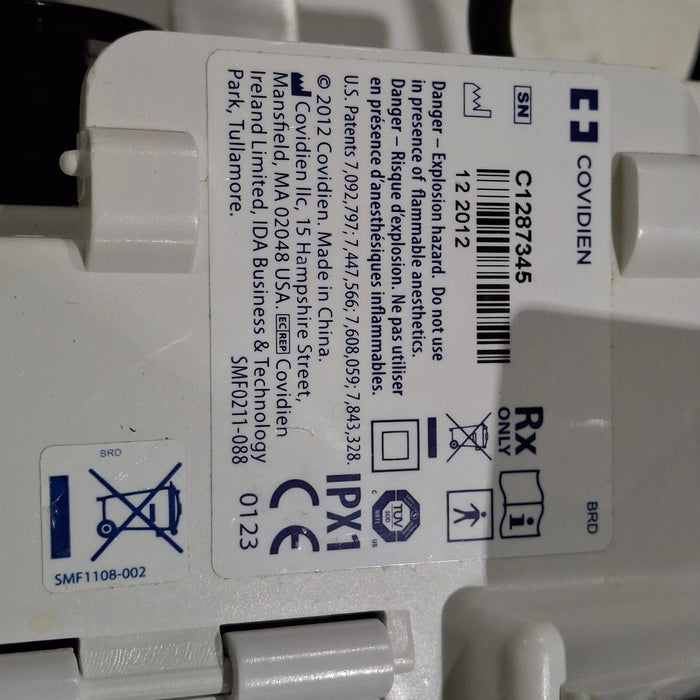 COVIDIEN
BRD
SN C1287345
12 2012
Rx
ONLY
i
Danger – Explosion hazard. Do not use
in presence of flammable anesthetics.
Danger – Risque d'explosion. Ne pas utiliser
en présence d'anesthésiques inflammables.
U.S. Patents 7,092,797; 7,447,566; 7,608,059; 7,843,328.
© 2012 Covidien. Made in China.
Covidien llc, 15 Hampshire Street,
Mansfield, MA 02048 USA. EC REP Covidien
Ireland Limited, IDA Business & Technology
Park, Tullamore.
SMF0211-088
TUV
C US
IPX1
CE
0123
BRD
SMF1108-002